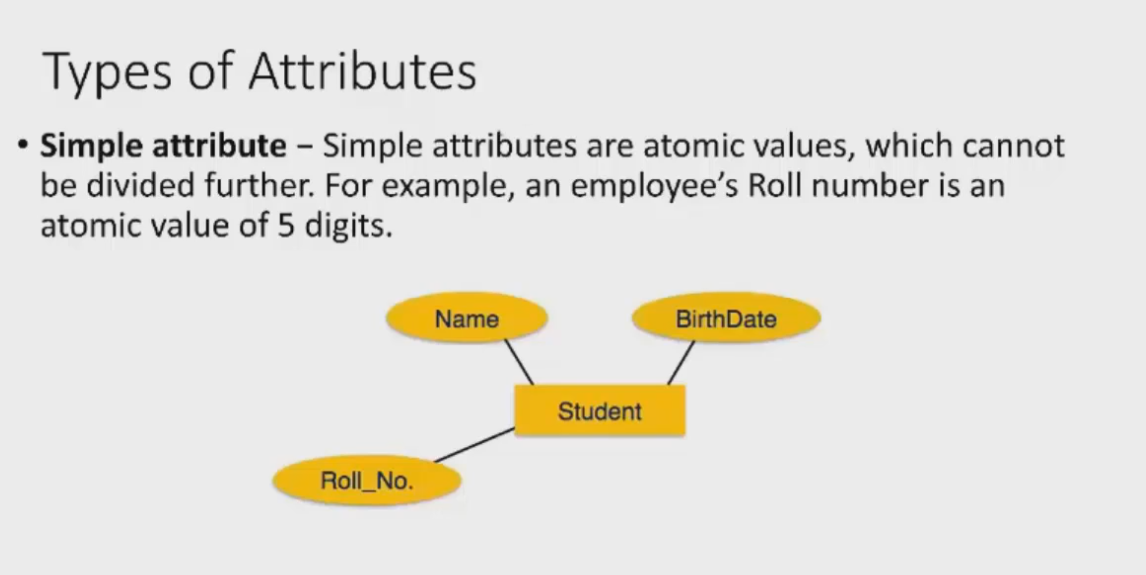 Types of Attributes
• Simple attribute – Simple attributes are atomic values, which cannot
be divided further. For example, an employee’s Roll number is an
atomic value of 5 digits.
Name
BirthDate
Student
Roll_No.